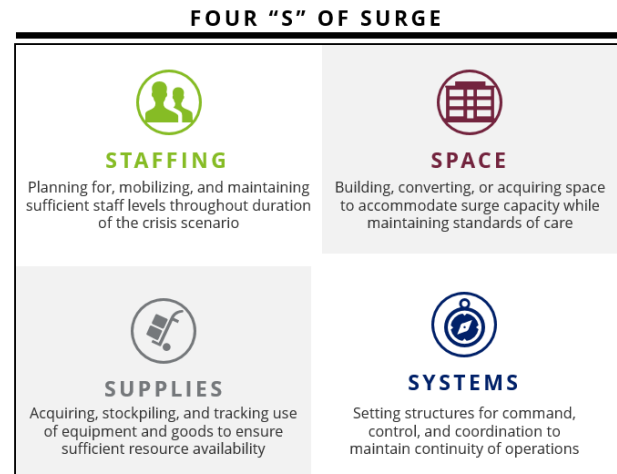 FOUR “S” OF SURGE
STAFFING
Planning for, mobilizing, and maintaining
sufficient staff levels throughout duration
of the crisis scenario
SPACE
Building, converting, or acquiring space
to accommodate surge capacity while
maintaining standards of care
SUPPLIES
Acquiring, stockpiling, and tracking use
of equipment and goods to ensure
sufficient resource availability
SYSTEMS
Setting structures for command,
control, and coordination to
maintain continuity of operations